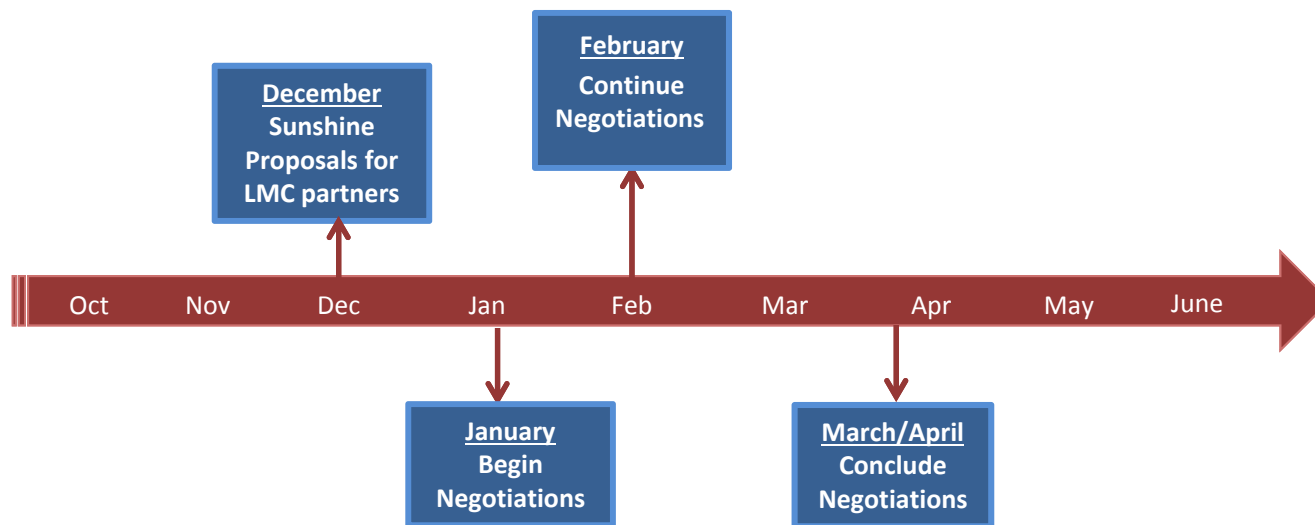 February
Continue
Negotiations
December
Sunshine
Proposals for
LMC partners
Oct Nov Dec Jan Feb Mar Apr May June
January
Begin
Negotiations
March/April
Conclude
Negotiations